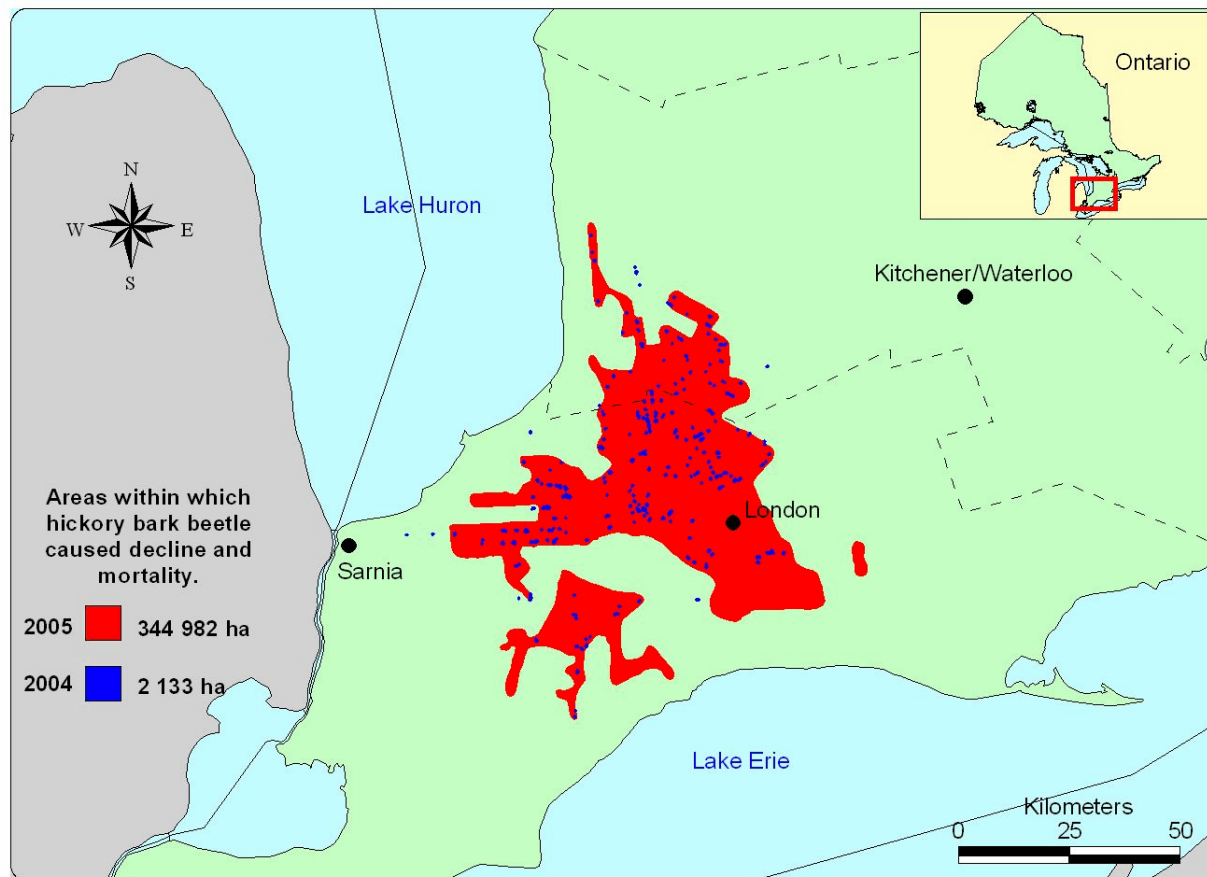 Ontario
N
W E
S
Lake Huron
Kitchener/Waterloo
Areas within which
hickory bark beetle
caused decline and
mortality.
London
Sarnia
2005 344 982 ha
2004 2 133 ha
Lake Erie
Kilometers
0 25 50